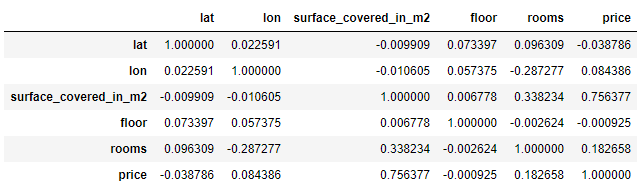 lat lon surface_covered_in_m2 floor rooms price
lat 1.000000 0.022591 -0.009909 0.073397 0.096309 -0.038786
lon 0.022591 1.000000 -0.010605 0.057375 -0.287277 0.084386
surface_covered_in_m2 -0.009909 -0.010605 1.000000 0.006778 0.338234 0.756377
floor 0.073397 0.057375 0.006778 1.000000 -0.002624 -0.000925
rooms 0.096309 -0.287277 0.338234 -0.002624 1.000000 0.182658
price -0.038786 0.084386 0.756377 -0.000925 0.182658 1.000000